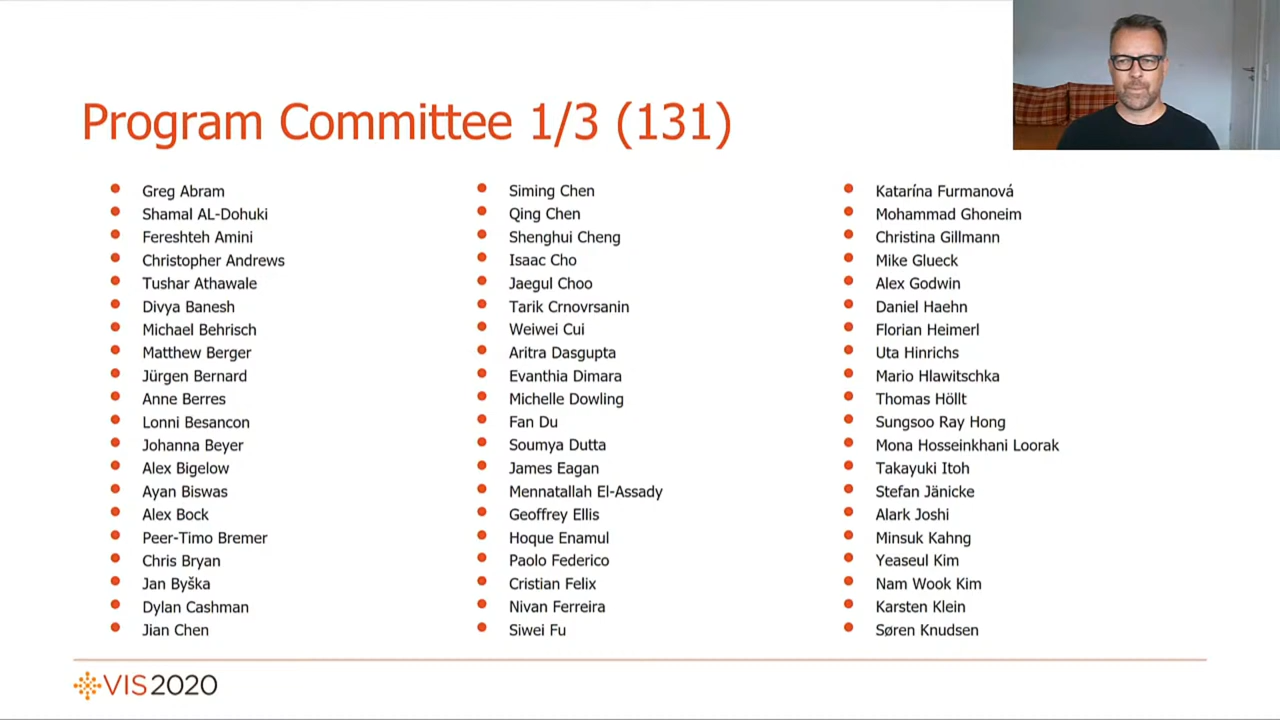 Program Committee 1/3 (131)
Greg Abram
Shamal AL-Dohuki
Fereshteh Amini
Christopher Andrews
Tushar Athawale
Divya Banesh
Michael Behrisch
Matthew Berger
Jürgen Bernard
Anne Berres
Lonni Besancon
Johanna Beyer
Alex Bigelow
Ayan Biswas
Alex Bock
Peer-Timo Bremer
Chris Bryan
Jan Byška
Dylan Cashman
Jian Chen
Siming Chen
Qing Chen
Shenghui Cheng
Isaac Cho
Jaegul Choo
Tarik Crnovrsanin
Weiwei Cui
Aritra Dasgupta
Evanthia Dimara
Michelle Dowling
Fan Du
Soumya Dutta
James Eagan
Mennatallah El-Assady
Geoffrey Ellis
Hoque Enamul
Paolo Federico
Cristian Felix
Nivan Ferreira
Siwei Fu
Katarína Furmanová
Mohammad Ghoneim
Christina Gillmann
Mike Glueck
Alex Godwin
Daniel Haehn
Florian Heimerl
Uta Hinrichs
Mario Hlawitschka
Thomas Höllt
Sungsoo Ray Hong
Mona Hosseinkhani Loorak
Takayuki Itoh
Stefan Jänicke
Alark Joshi
Minsuk Kahng
Yeaseul Kim
Nam Wook Kim
Karsten Klein
Søren Knudsen
VIS2020